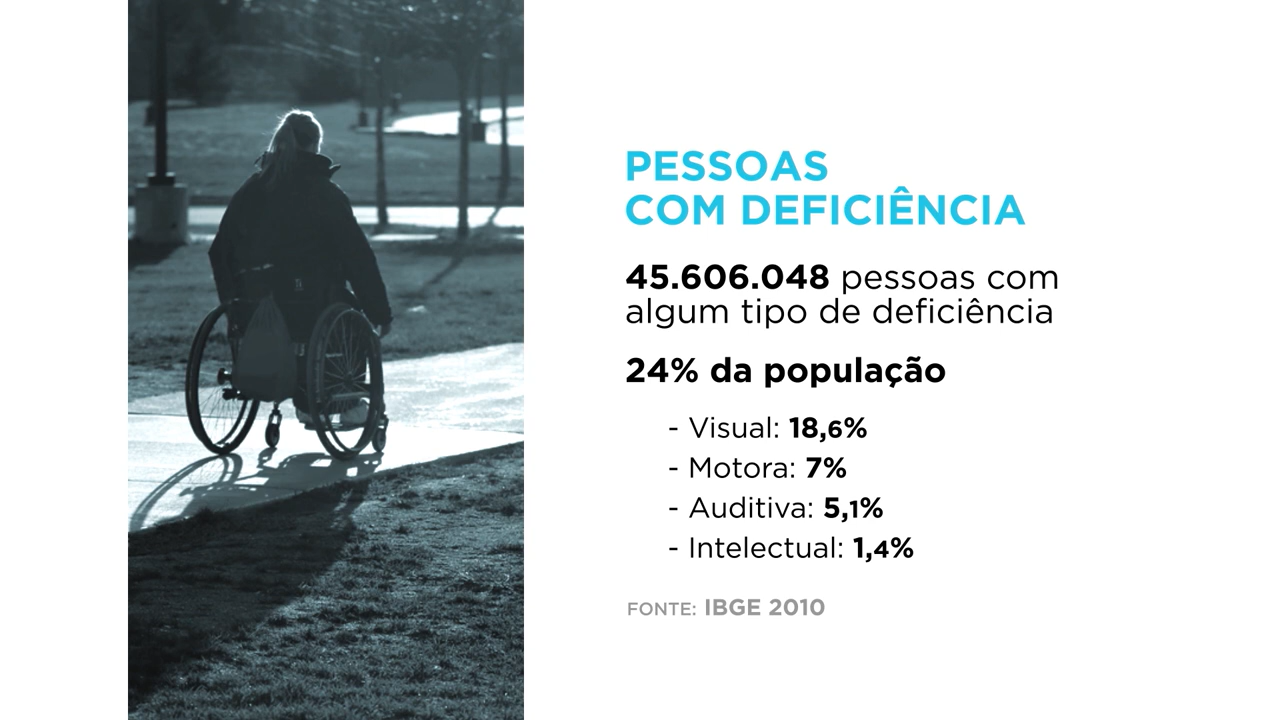 PESSOAS
COM DEFICIÊNCIA
45.606.048 pessoas com
algum tipo de deficiência
24% da população
- Visual: 18,6%
- Motora: 7%
- Auditiva: 5,1%
- Intelectual: 1,4%
FONTE: IBGE 2010